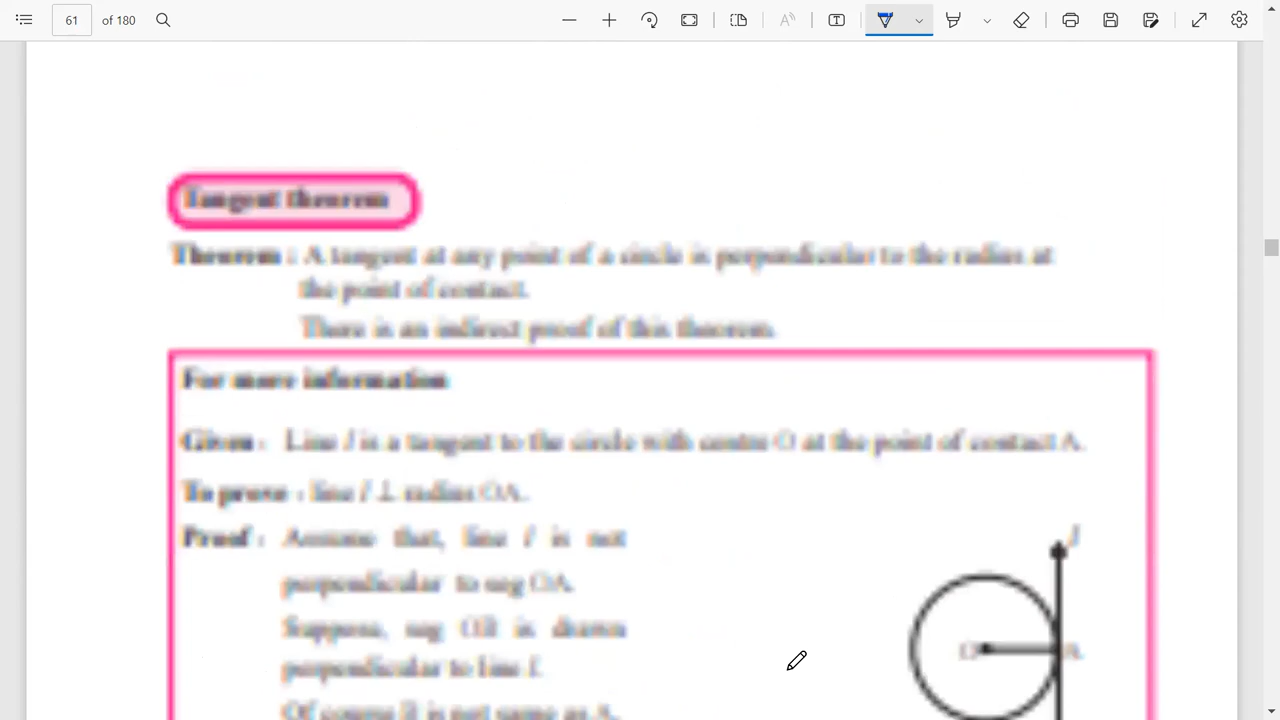 61 of 180
Tangent theorem
Theorem : A tangent at any point of a circle is perpendicular to the radius at
the point of contact.
There is an indirect proof of this theorem.
For more information
Given : Line l is a tangent to the circle with centre O at the point of contact A.
To prove : line l ⊥ radius OA.
Proof : Assume that, line l is not
perpendicular to seg OA.
Suppose, seg OB is drawn
perpendicular to line l.
Of course B is not same as A.
l
O A